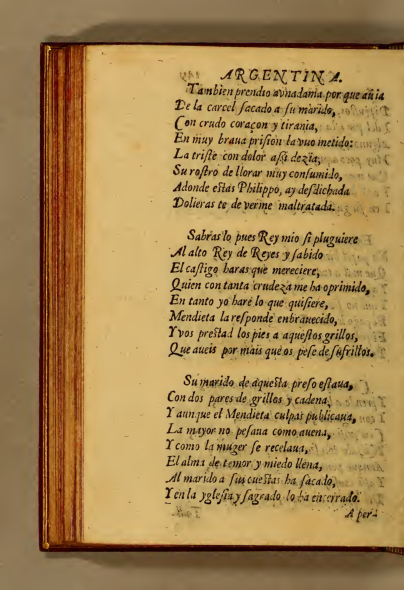 ARGENTINA.
Tambien prendio a vna dama por que auia
De la carcel sacado a su marido,
Con crudo coraçon y tirania,
En muy braua prision la vuo metido:
La triste con dolor assi dezia,
Su rostro de llorar muy consumido,
Adonde estas Philippo, ay desdichada
Dolieras te de verme maltratada.
Sabras lo pues Rey mio si pluguiere
Al alto Rey de Reyes y sabido
El castigo haras que mereciere,
Quien con tanta crudeza me ha oprimido,
En tanto yo haré lo que quisiere,
Mendieta la responde enbrauecido,
Y vos prestad los pies a aquestos grillos,
Que aueis por mais que os pese de sufrillos.
Su marido de aquesta preso estaua,
Con dos pares de grillos y cadena,
Y aunque el Mendieta culpas publicaua,
La mayor no pesaua como auena,
Y como la muger se recelaua,
El alma de temor y miedo llena,
Al marido a sus cuestas ha sacado,
Y en la yglesia y sagrado lo ha encerrado.
A per-